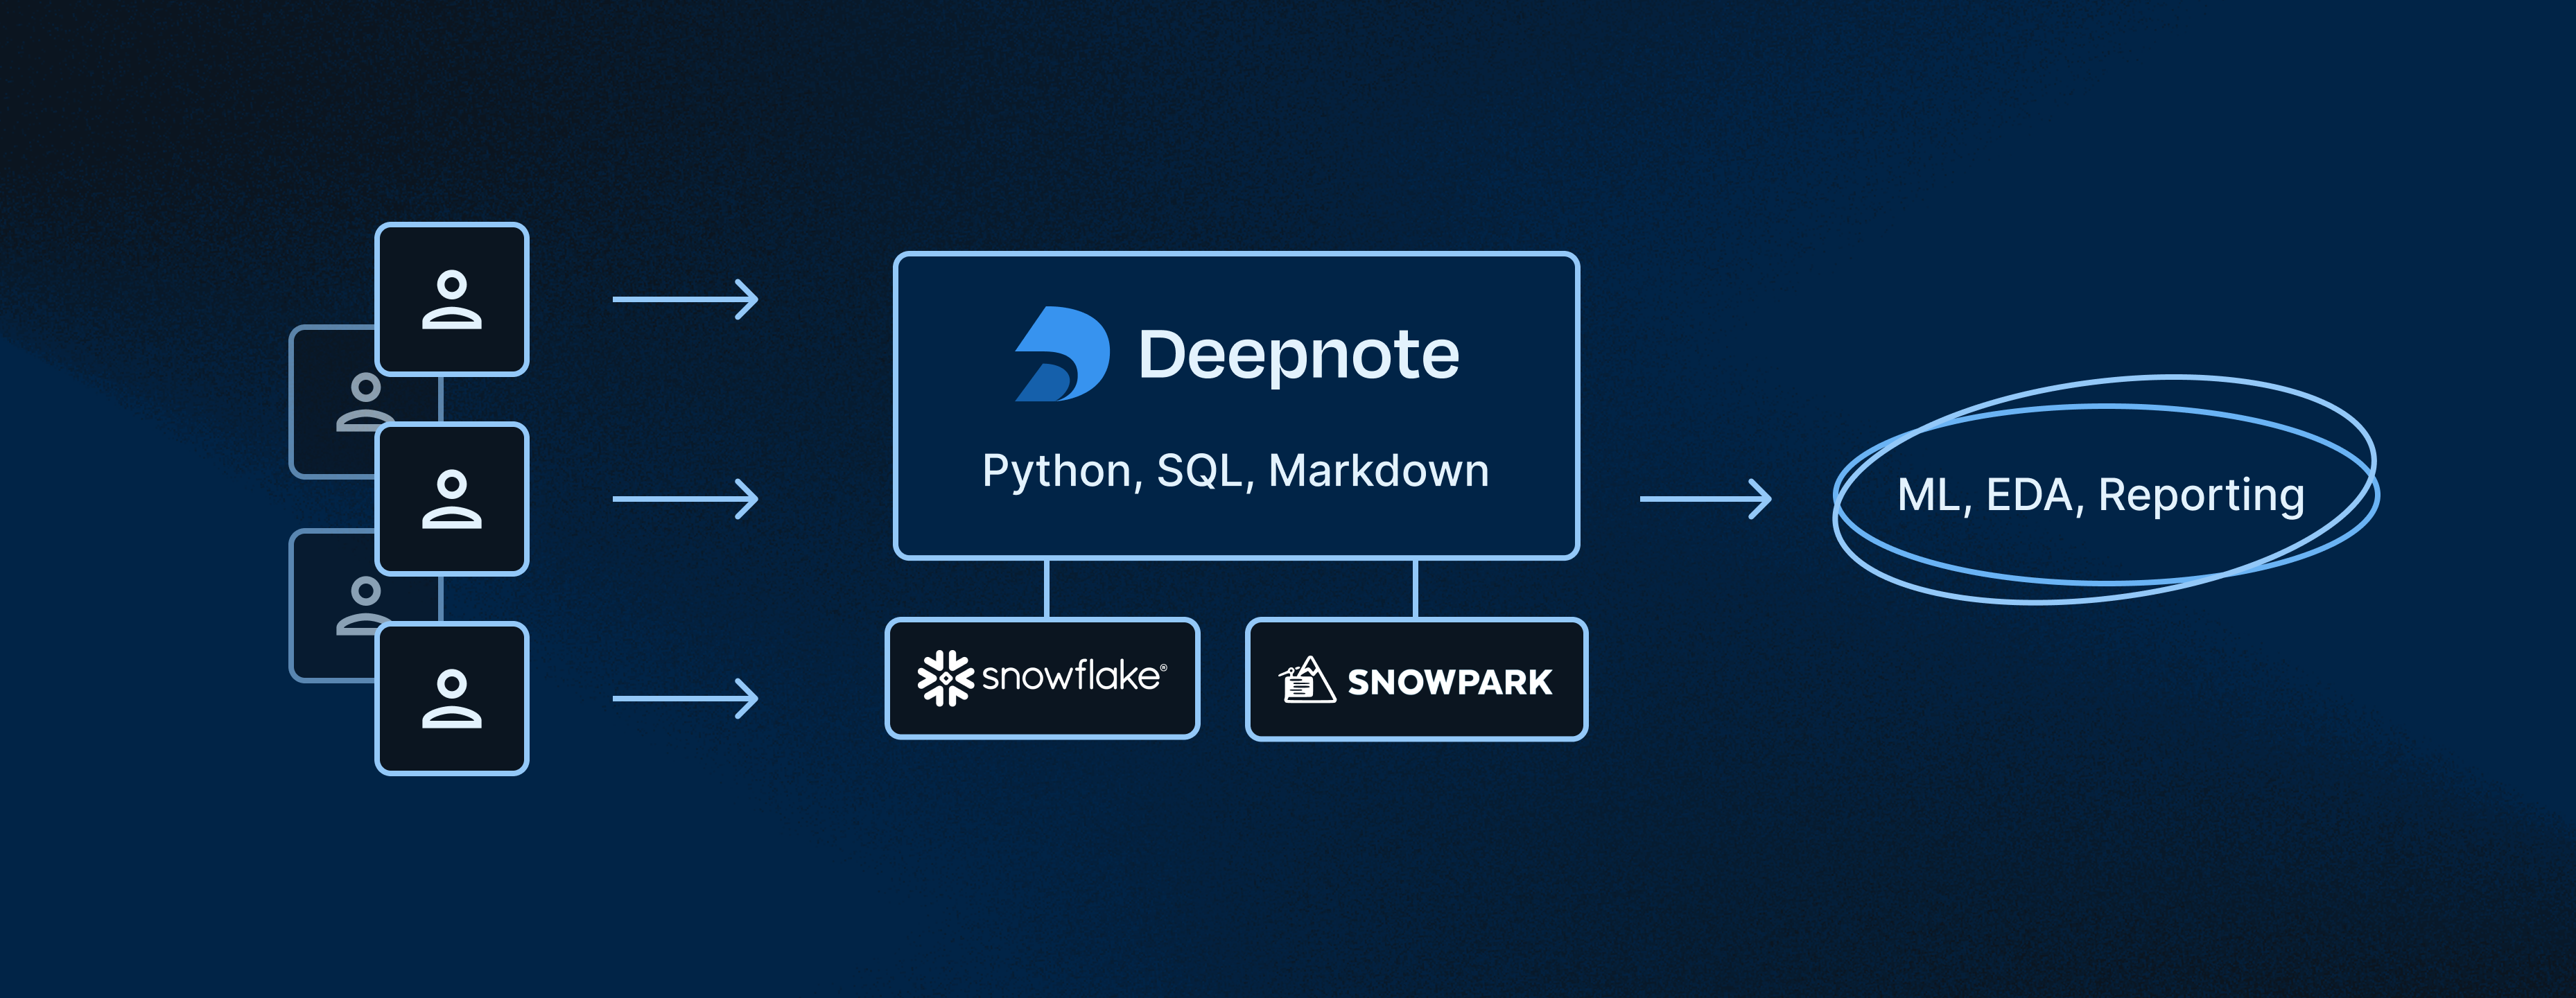 Deepnote
Python, SQL, Markdown
snowflake®
SNOWPARK
ML, EDA, Reporting